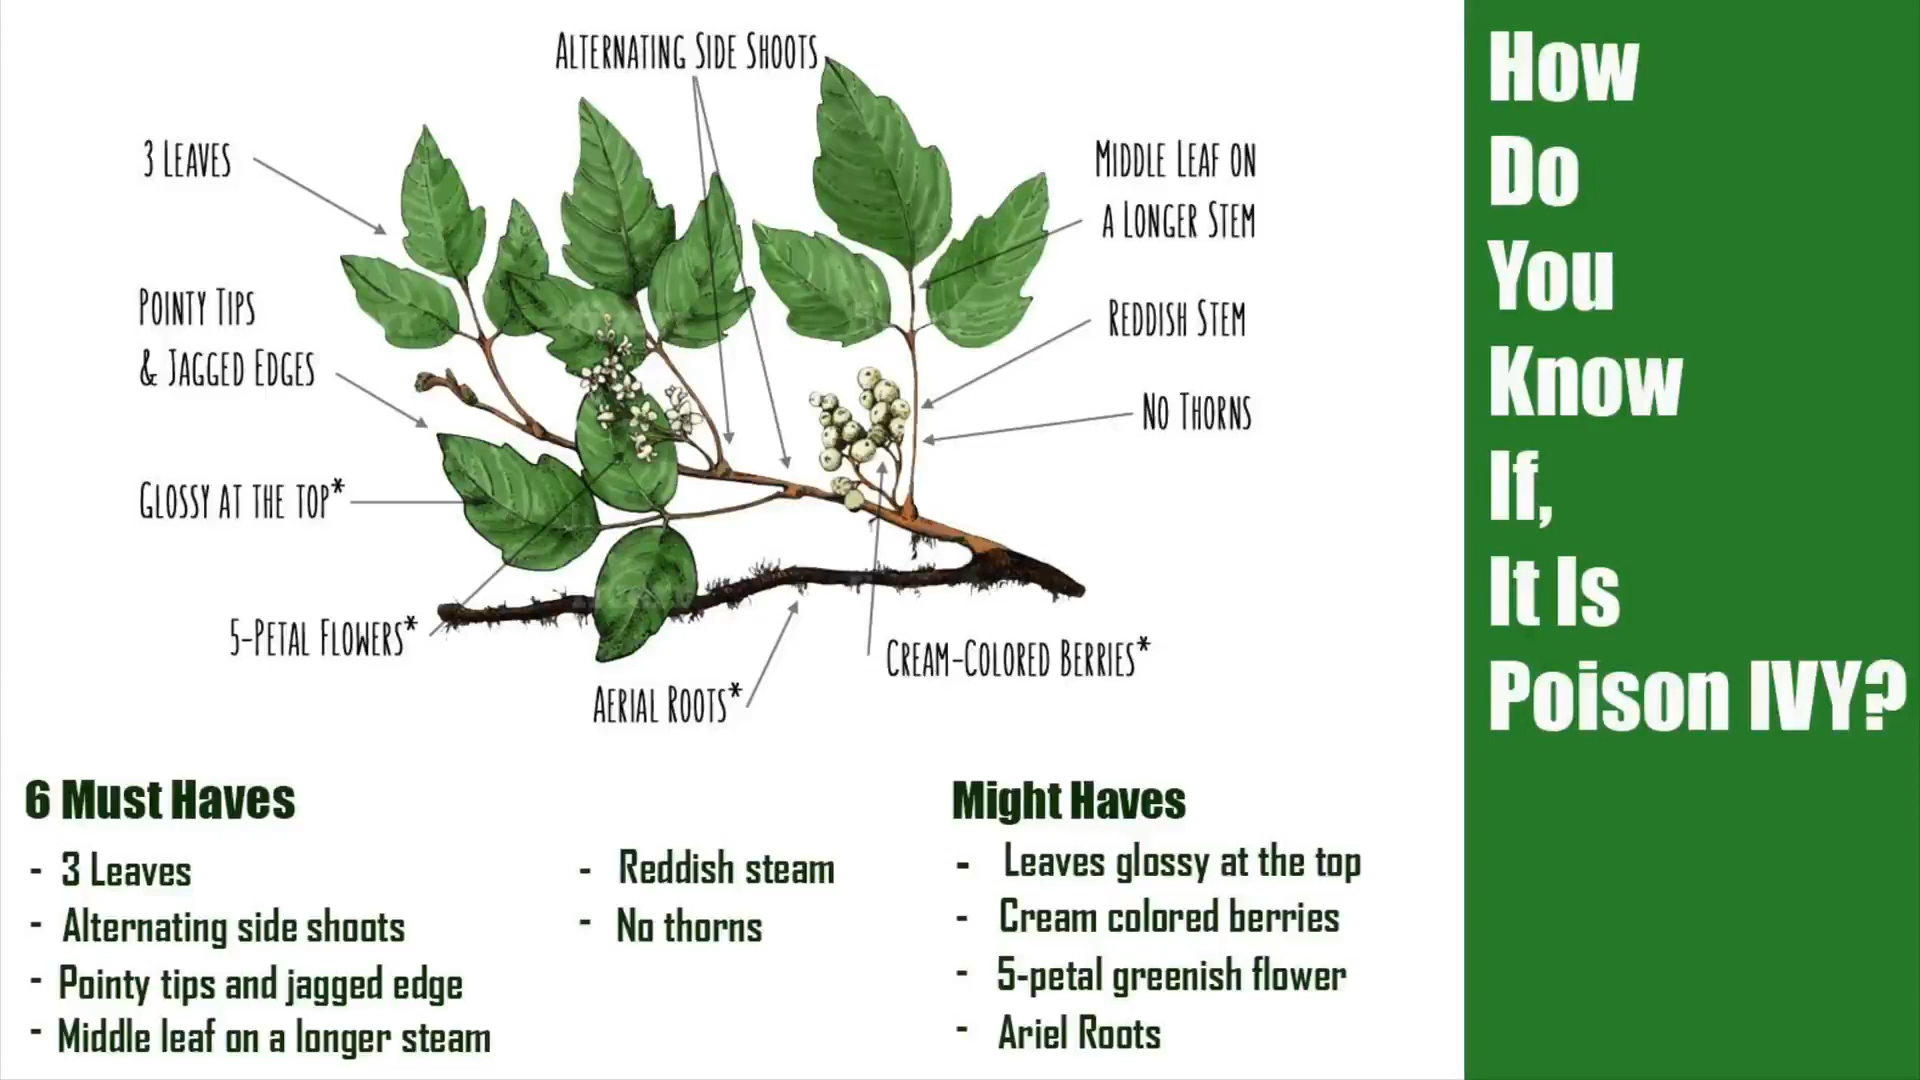 ALTERNATING SIDE SHOOTS
3 LEAVES
MIDDLE LEAF ON
A LONGER STEM
POINTY TIPS
& JAGGED EDGES
REDDISH STEM
NO THORNS
GLOSSY AT THE TOP*
5-PETAL FLOWERS*
CREAM-COLORED BERRIES*
AERIAL ROOTS*
How
Do
You
Know
If,
It Is
Poison IVY?
6 Must Haves
- 3 Leaves
- Alternating side shoots
- Pointy tips and jagged edge
- Middle leaf on a longer steam
- Reddish steam
- No thorns
Might Haves
- Leaves glossy at the top
- Cream colored berries
- 5-petal greenish flower
- Ariel Roots